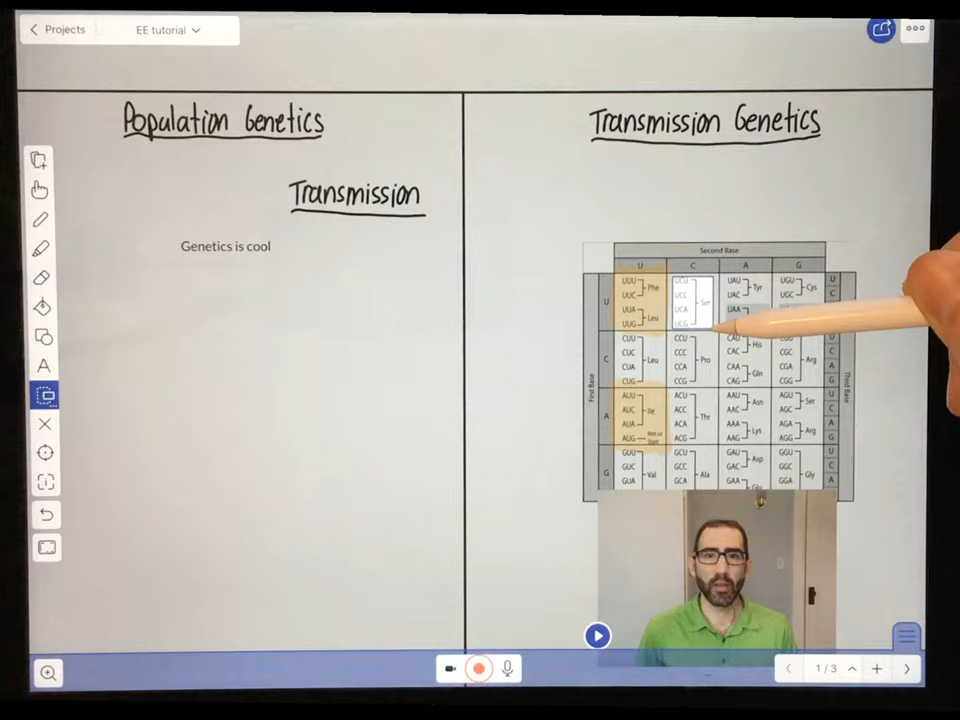 Projects
EE tutorial
Population Genetics
Transmission Genetics
Transmission
Genetics is cool
Second Base
U C A G
First Base
Third Base
U
UUU
UUC
Phe
UUA
UUG
Leu
UCU
UCC
UCA
UCG
Ser
UAU
UAC
Tyr
UAA
UGU
UGC
Cys
U
C
C
CUU
CUC
CUA
CUG
Leu
CCU
CCC
CCA
CCG
Pro
CAU
CAC
His
CAA
CAG
Gln
CGU
CGC
CGA
CGG
Arg
U
C
A
G
A
AUU
AUC
AUA
Ile
AUG
Met or
Start
ACU
ACC
ACA
ACG
Thr
AAU
AAC
Asn
AAA
AAG
Lys
AGU
AGC
Ser
AGA
AGG
Arg
U
C
A
G
G
GUU
GUC
GUA
Val
GCU
GCC
GCA
Ala
GAU
GAC
Asp
GAA
Glu
GGU
GGC
GGA
Gly
U
C
A
A
1/3